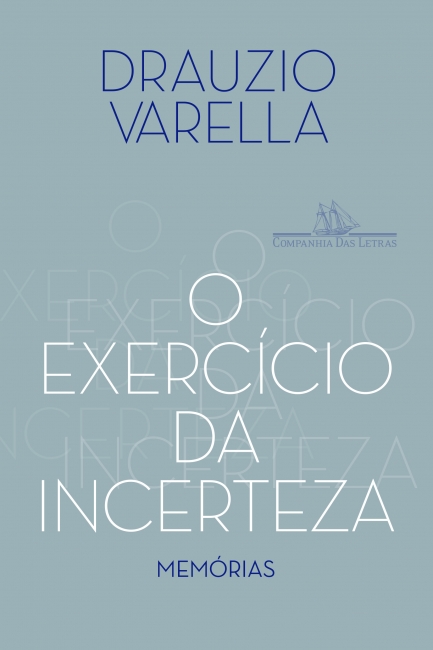 DRAUZIO
VARELLA
COMPANHIA DAS LETRAS
O
EXERCÍCIO
DA
INCERTEZA
MEMÓRIAS